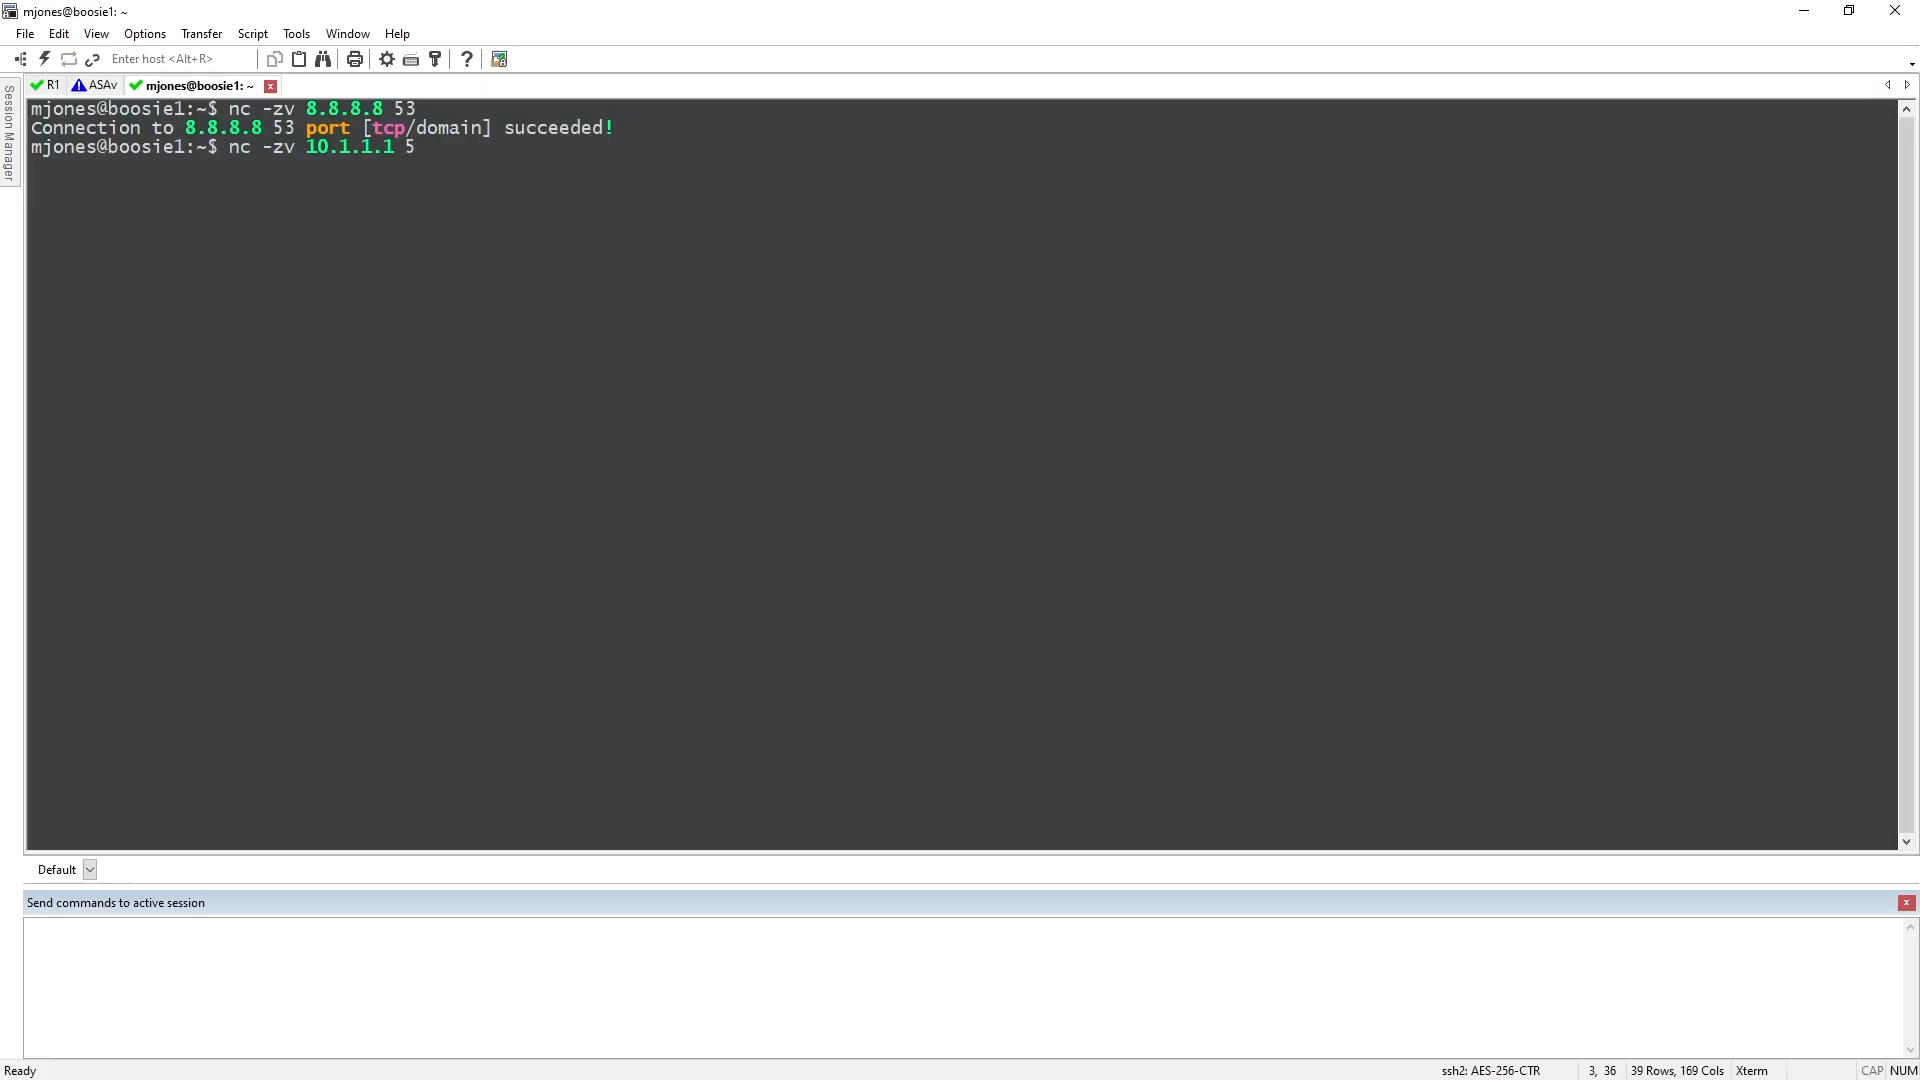 mjones@boosie1: ~
File Edit View Options Transfer Script Tools Window Help
Enter host <Alt+R>
Session Manager
R1 ASAv mjones@boosie1: ~
mjones@boosie1:~$ nc -zv 8.8.8.8 53
Connection to 8.8.8.8 53 port [tcp/domain] succeeded!
mjones@boosie1:~$ nc -zv 10.1.1.1 5
Default
Send commands to active session
Ready ssh2: AES-256-CTR 3, 36 39 Rows, 169 Cols Xterm CAP NUM